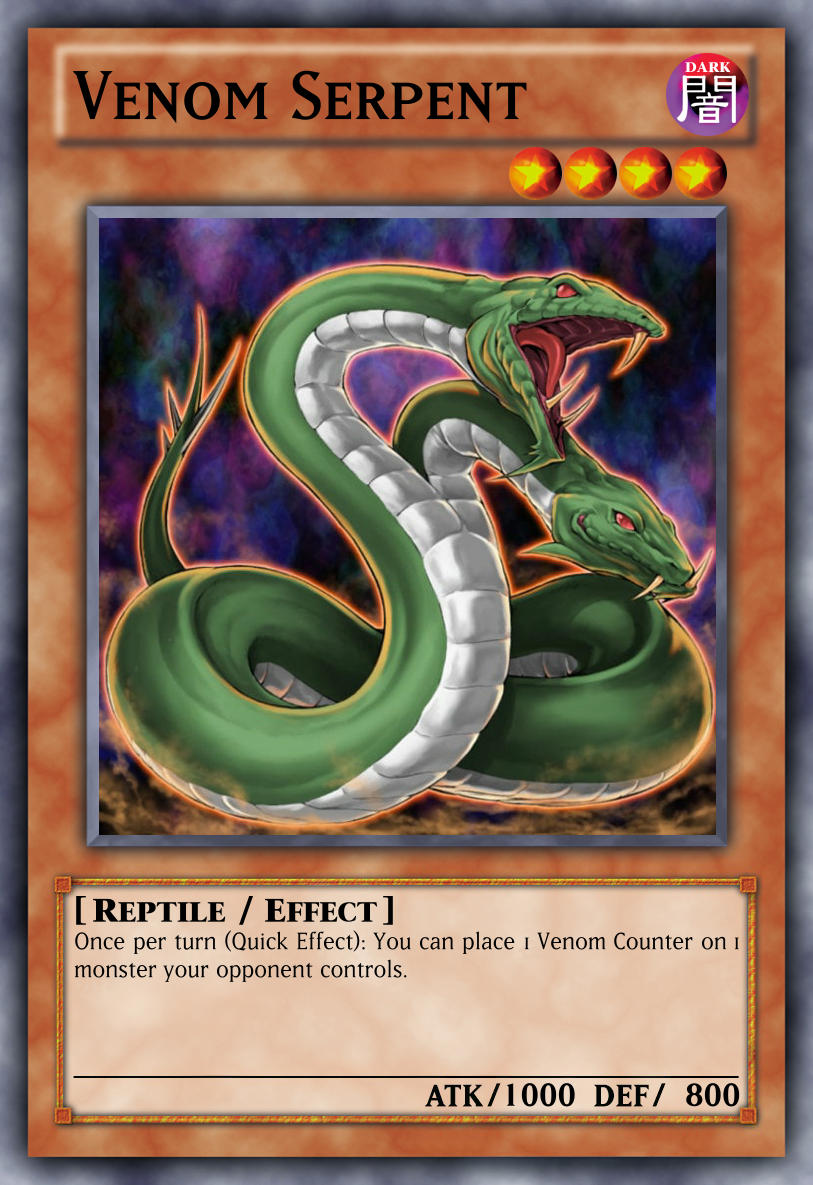 Venom Serpent
DARK
闇
[ Reptile / Effect ]
Once per turn (Quick Effect): You can place 1 Venom Counter on 1
monster your opponent controls.
ATK/1000 DEF/ 800